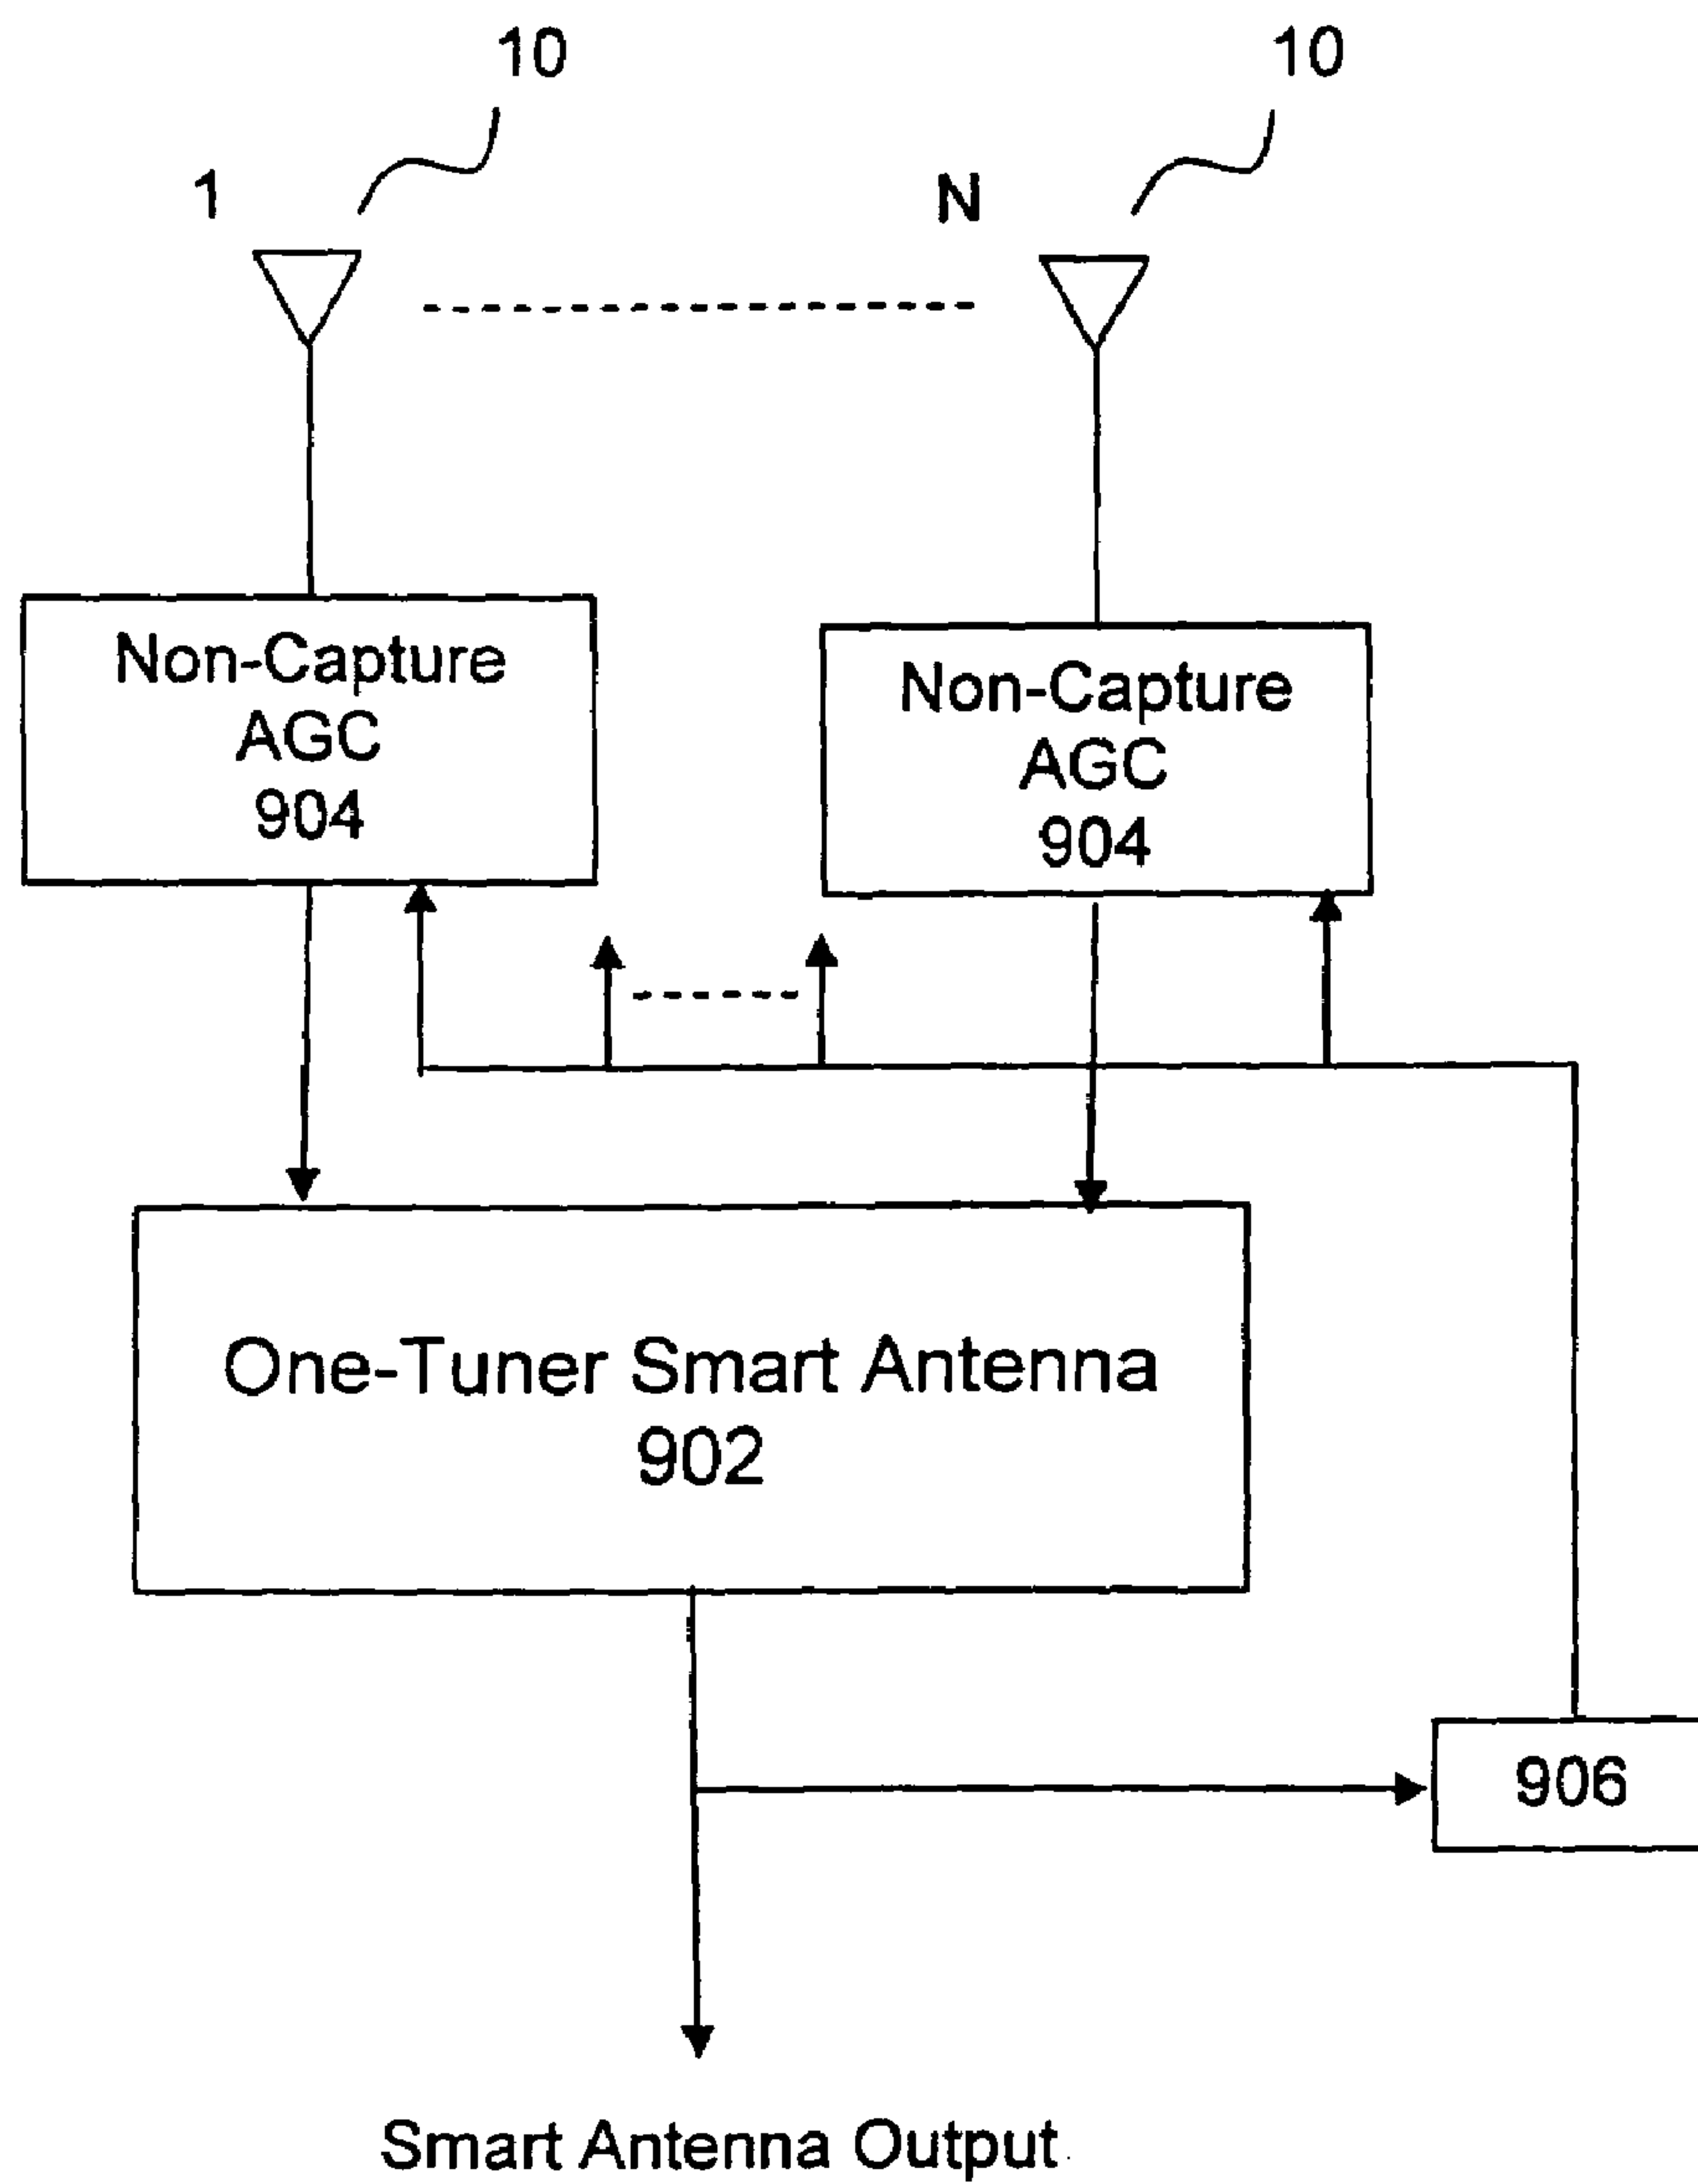 10
10
1
N
Non-Capture
AGC
904
Non-Capture
AGC
904
One-Tuner Smart Antenna
902
906
Smart Antenna Output